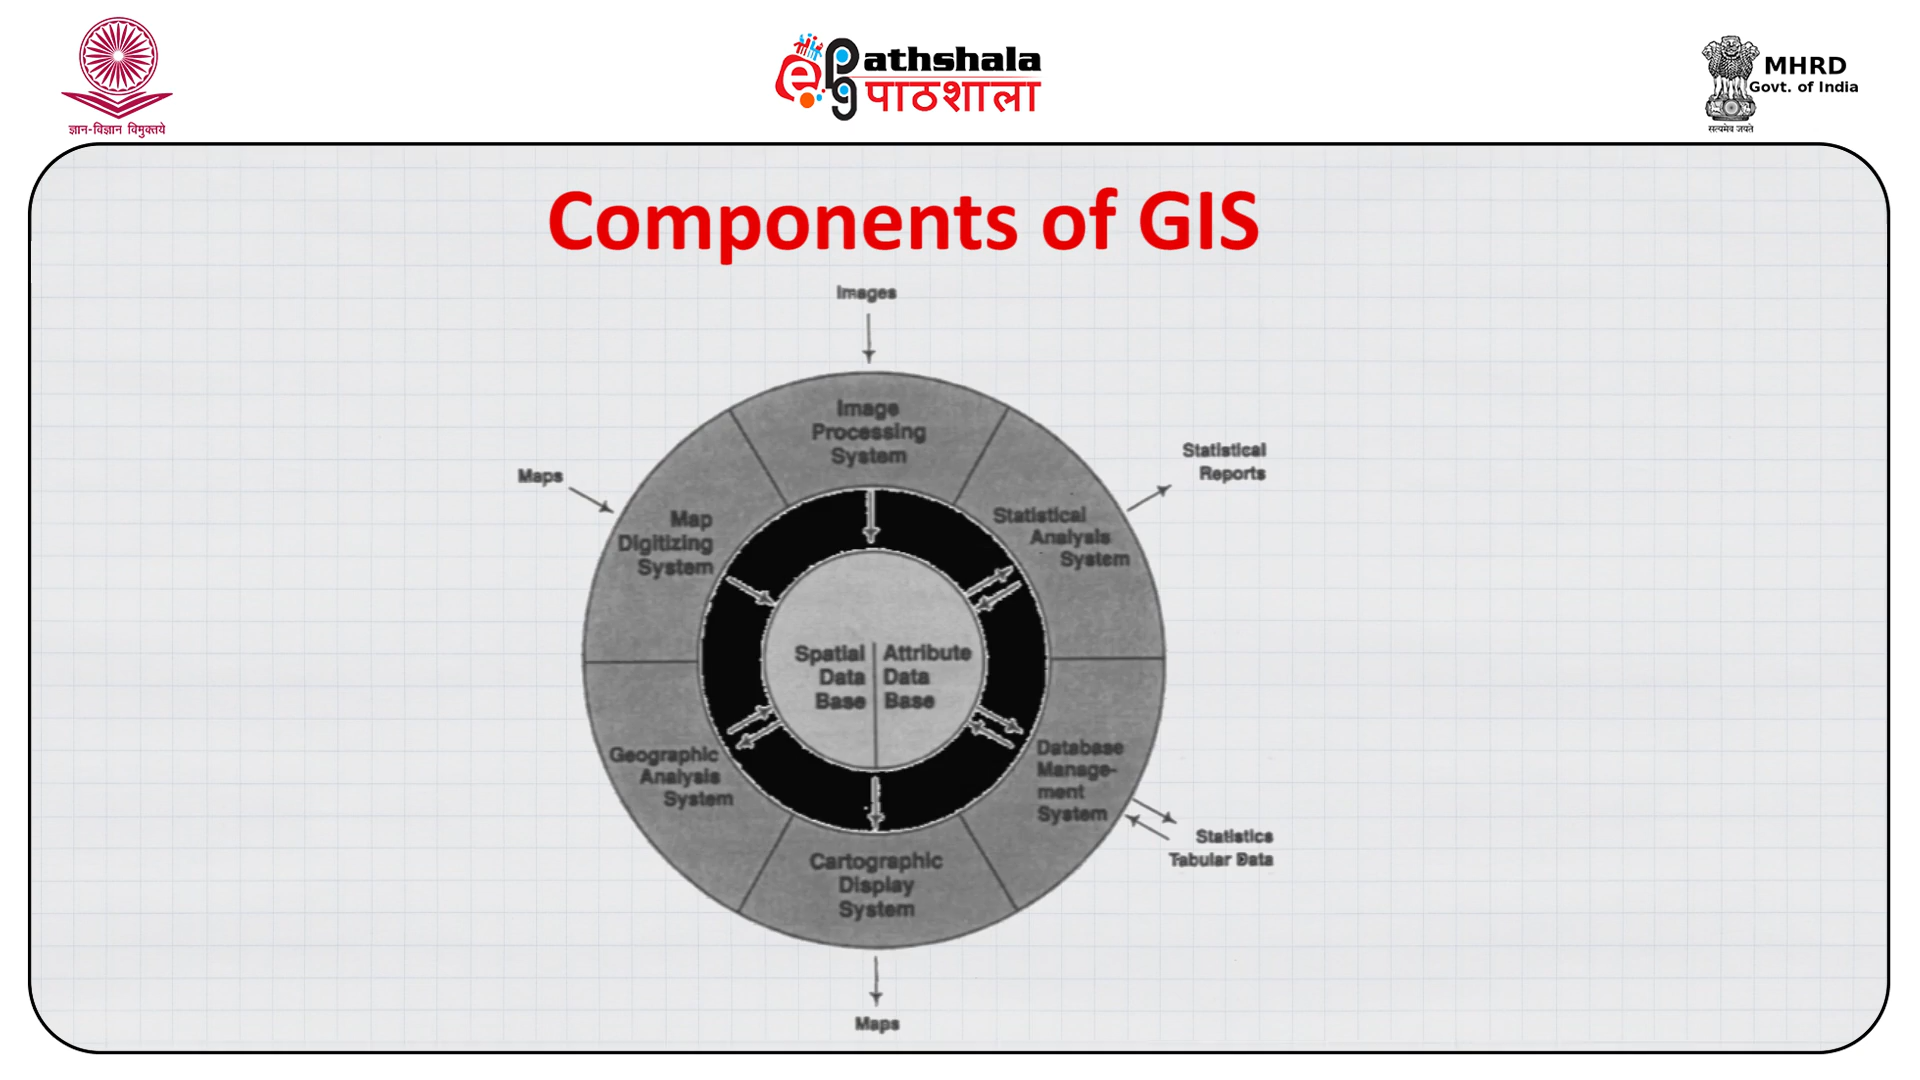 ज्ञान-विज्ञान विमुक्तये
ePg Pathshala
पाठशाला
MHRD
Govt. of India
सत्यमेव जयते
Components of GIS
Images
Image
Processing
System
Maps
Map
Digitizing
System
Statistical
Reports
Statistical
Analysis
System
Spatial
Data
Base
Attribute
Data
Base
Geographic
Analysis
System
Database
Manage-
ment
System
Statistics
Tabular Data
Cartographic
Display
System
Maps